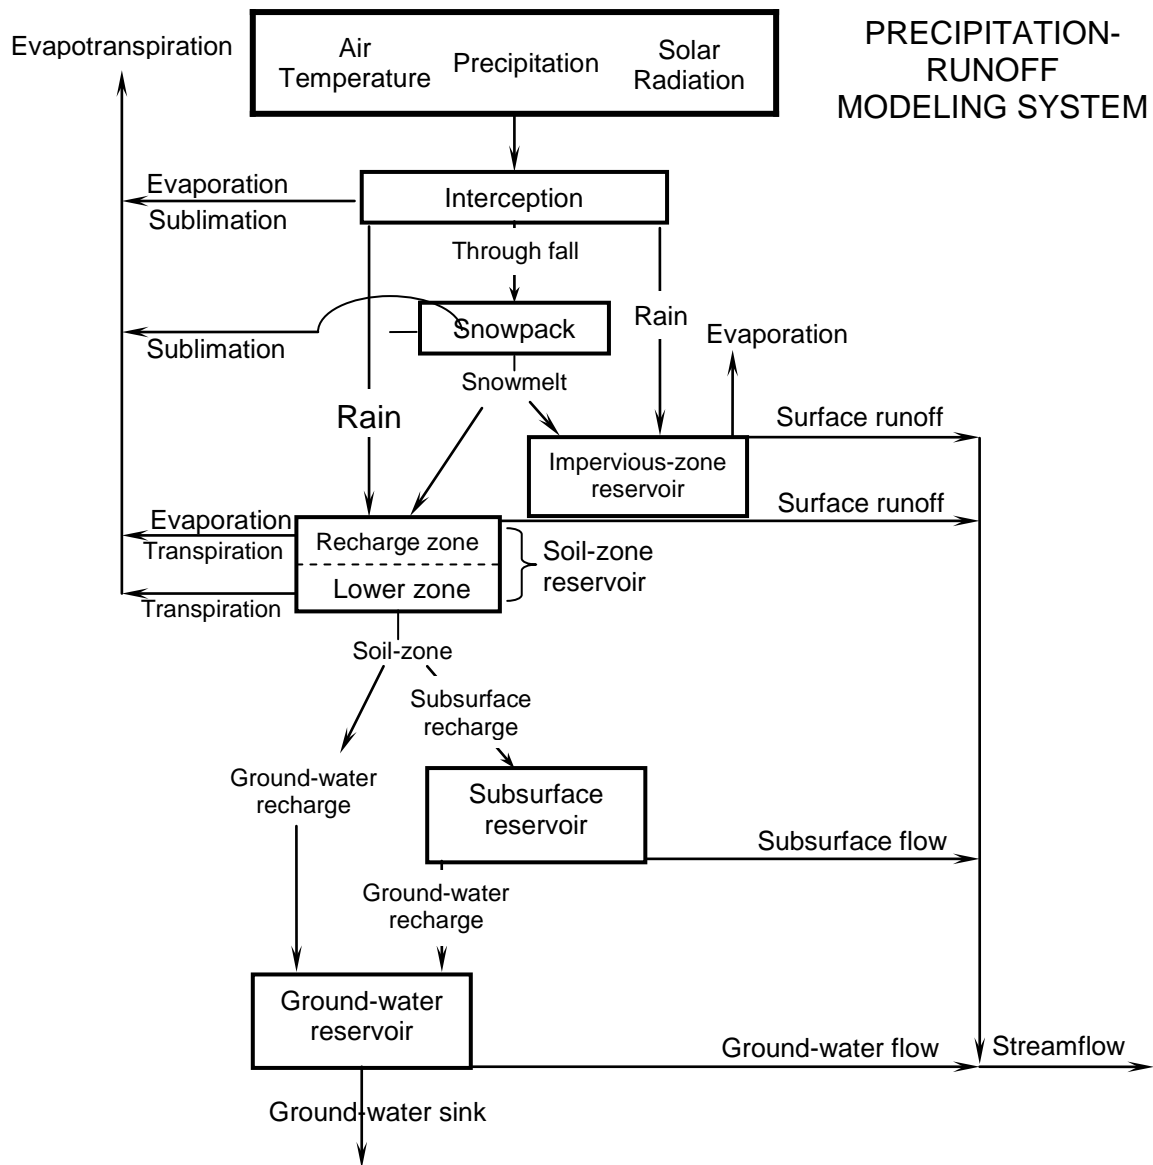 PRECIPITATION-
RUNOFF
MODELING SYSTEM
Evapotranspiration
Air
Temperature
Precipitation
Solar
Radiation
Evaporation
Sublimation
Interception
Through fall
Snowpack
Rain
Sublimation
Evaporation
Snowmelt
Rain
Surface runoff
Impervious-zone
reservoir
Surface runoff
Evaporation
Transpiration
Recharge zone
Soil-zone
reservoir
Lower zone
Transpiration
Soil-zone
Subsurface
recharge
Ground-water
recharge
Subsurface
reservoir
Subsurface flow
Ground-water
recharge
Ground-water
reservoir
Ground-water flow
Streamflow
Ground-water sink